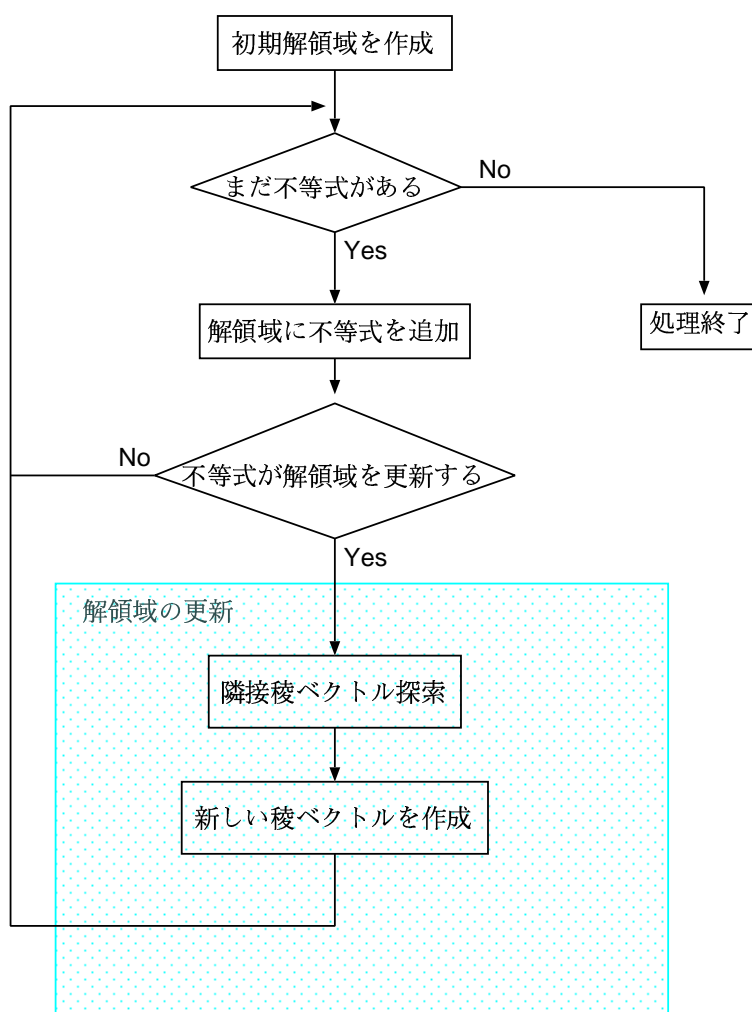 初期解領域を作成
まだ不等式がある
No
Yes
解領域に不等式を追加
処理終了
不等式が解領域を更新する
No
Yes
解領域の更新
隣接稜ベクトル探索
新しい稜ベクトルを作成